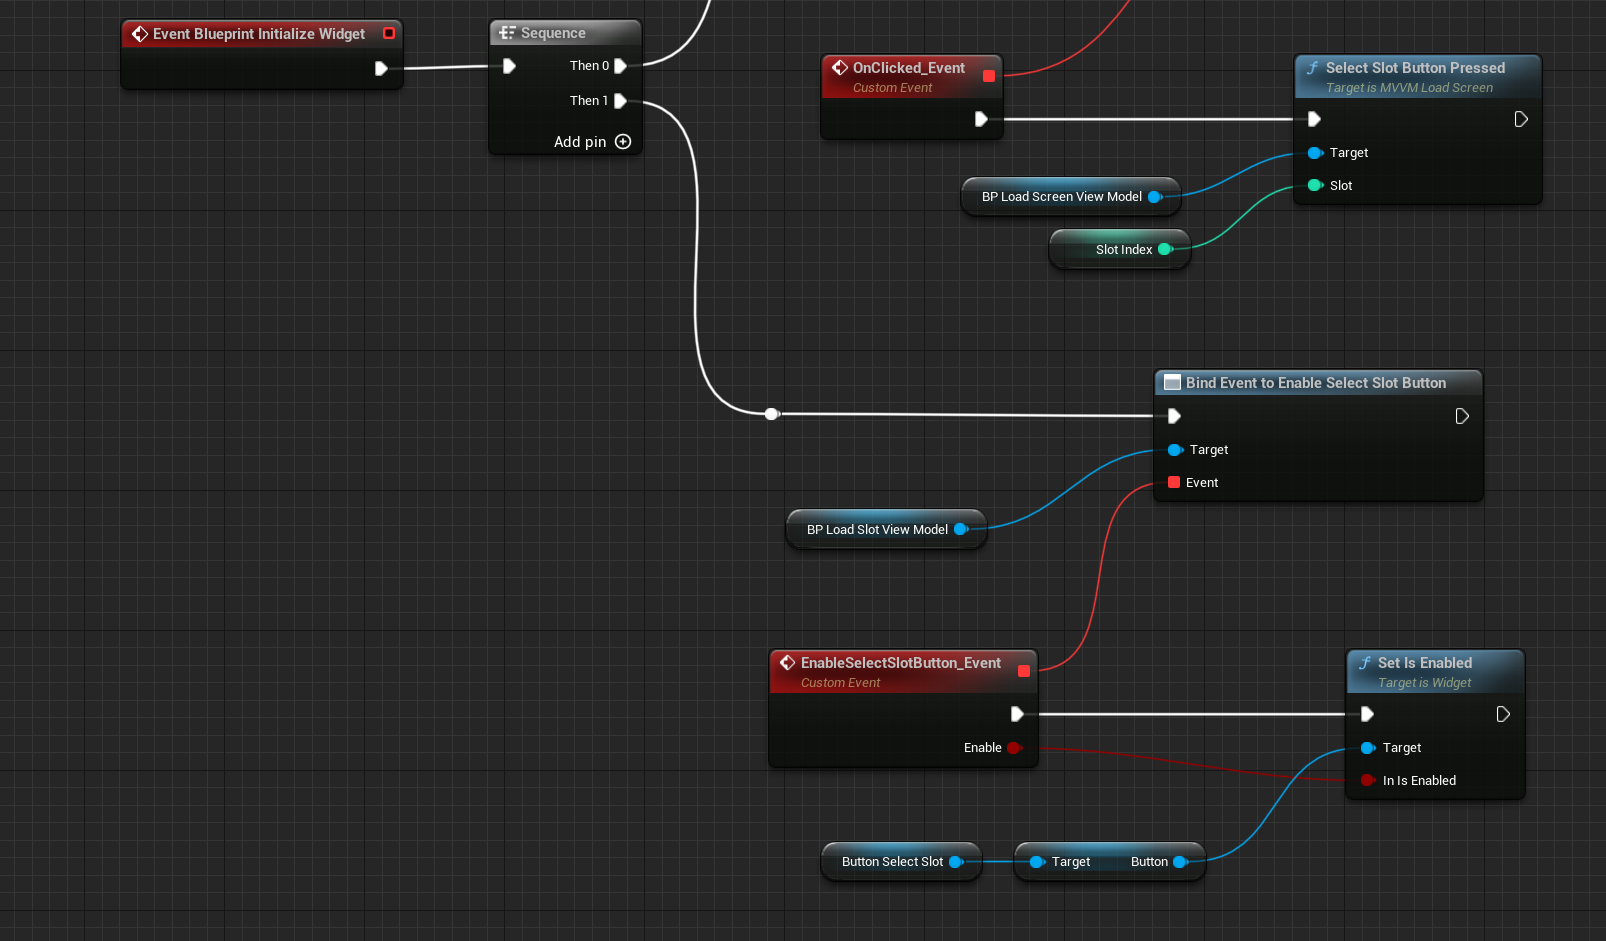 Event Blueprint Initialize Widget
Sequence
Then 0
Then 1
Add pin
OnClicked_Event
Custom Event
Select Slot Button Pressed
Target is MVVM Load Screen
Target
Slot
BP Load Screen View Model
Slot Index
Bind Event to Enable Select Slot Button
Target
Event
BP Load Slot View Model
EnableSelectSlotButton_Event
Custom Event
Enable
Set Is Enabled
Target is Widget
Target
In Is Enabled
Button Select Slot
Target Button